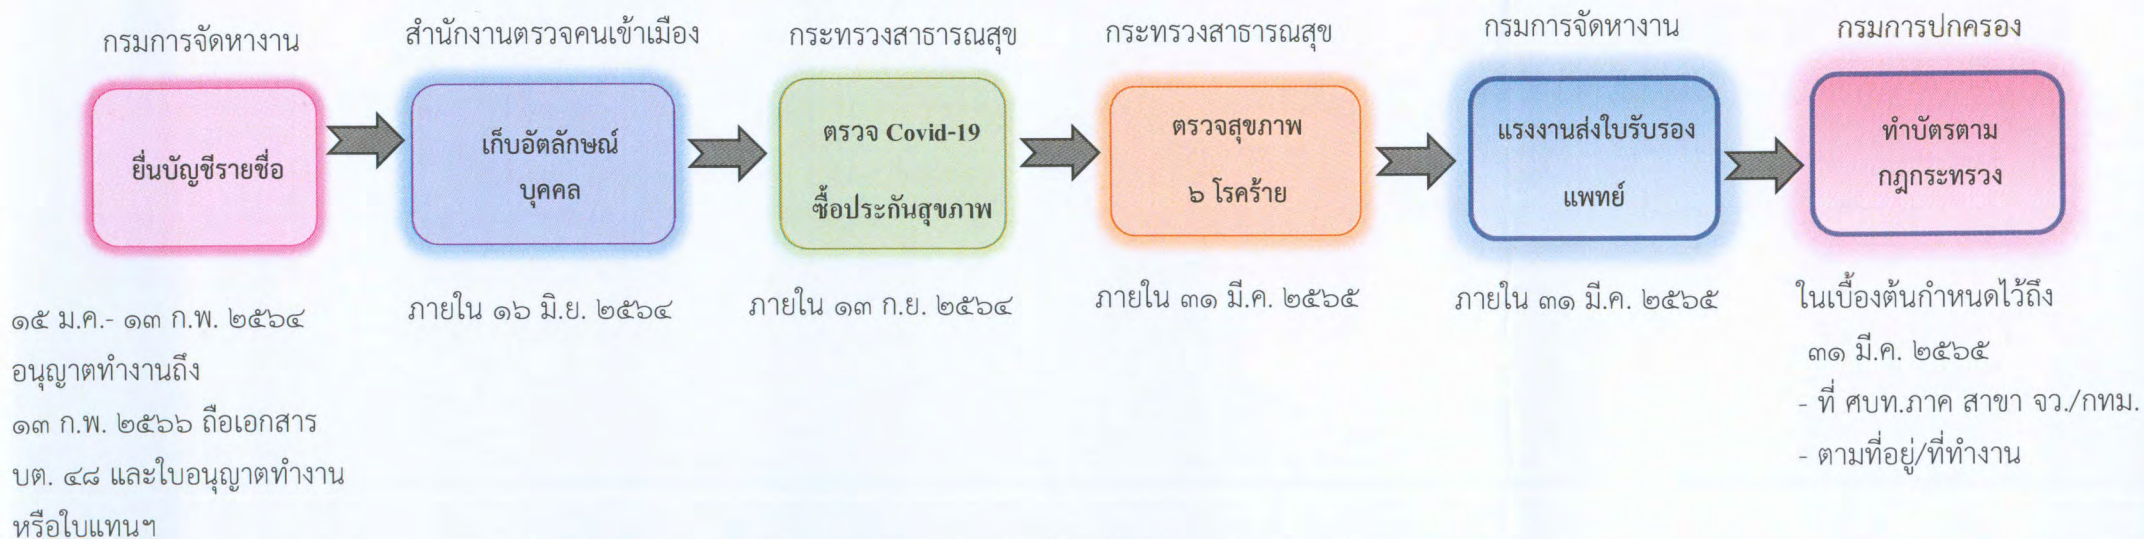 กรมการจัดหางาน
สำนักงานตรวจคนเข้าเมือง
กระทรวงสาธารณสุข
กระทรวงสาธารณสุข
กรมการจัดหางาน
กรมการปกครอง
ยื่นบัญชีรายชื่อ
เก็บอัตลักษณ์
บุคคล
ตรวจ Covid-19
ซื้อประกันสุขภาพ
ตรวจสุขภาพ
๖ โรคร้าย
แรงงานส่งใบรับรอง
แพทย์
ทำบัตรตาม
กฎกระทรวง
๑๕ ม.ค.- ๑๓ ก.พ. ๒๕๖๔
อนุญาตทำงานถึง
๑๓ ก.พ. ๒๕๖๖ ถือเอกสาร
บต. ๔๘ และใบอนุญาตทำงาน
หรือใบแทนฯ
ภายใน ๑๖ มิ.ย. ๒๕๖๔
ภายใน ๑๓ ก.ย. ๒๕๖๔
ภายใน ๓๑ มี.ค. ๒๕๖๕
ภายใน ๓๑ มี.ค. ๒๕๖๕
ในเบื้องต้นกำหนดไว้ถึง
๓๑ มี.ค. ๒๕๖๕
- ที่ ศบท.ภาค สาขา จว./กทม.
- ตามที่อยู่/ที่ทำงาน